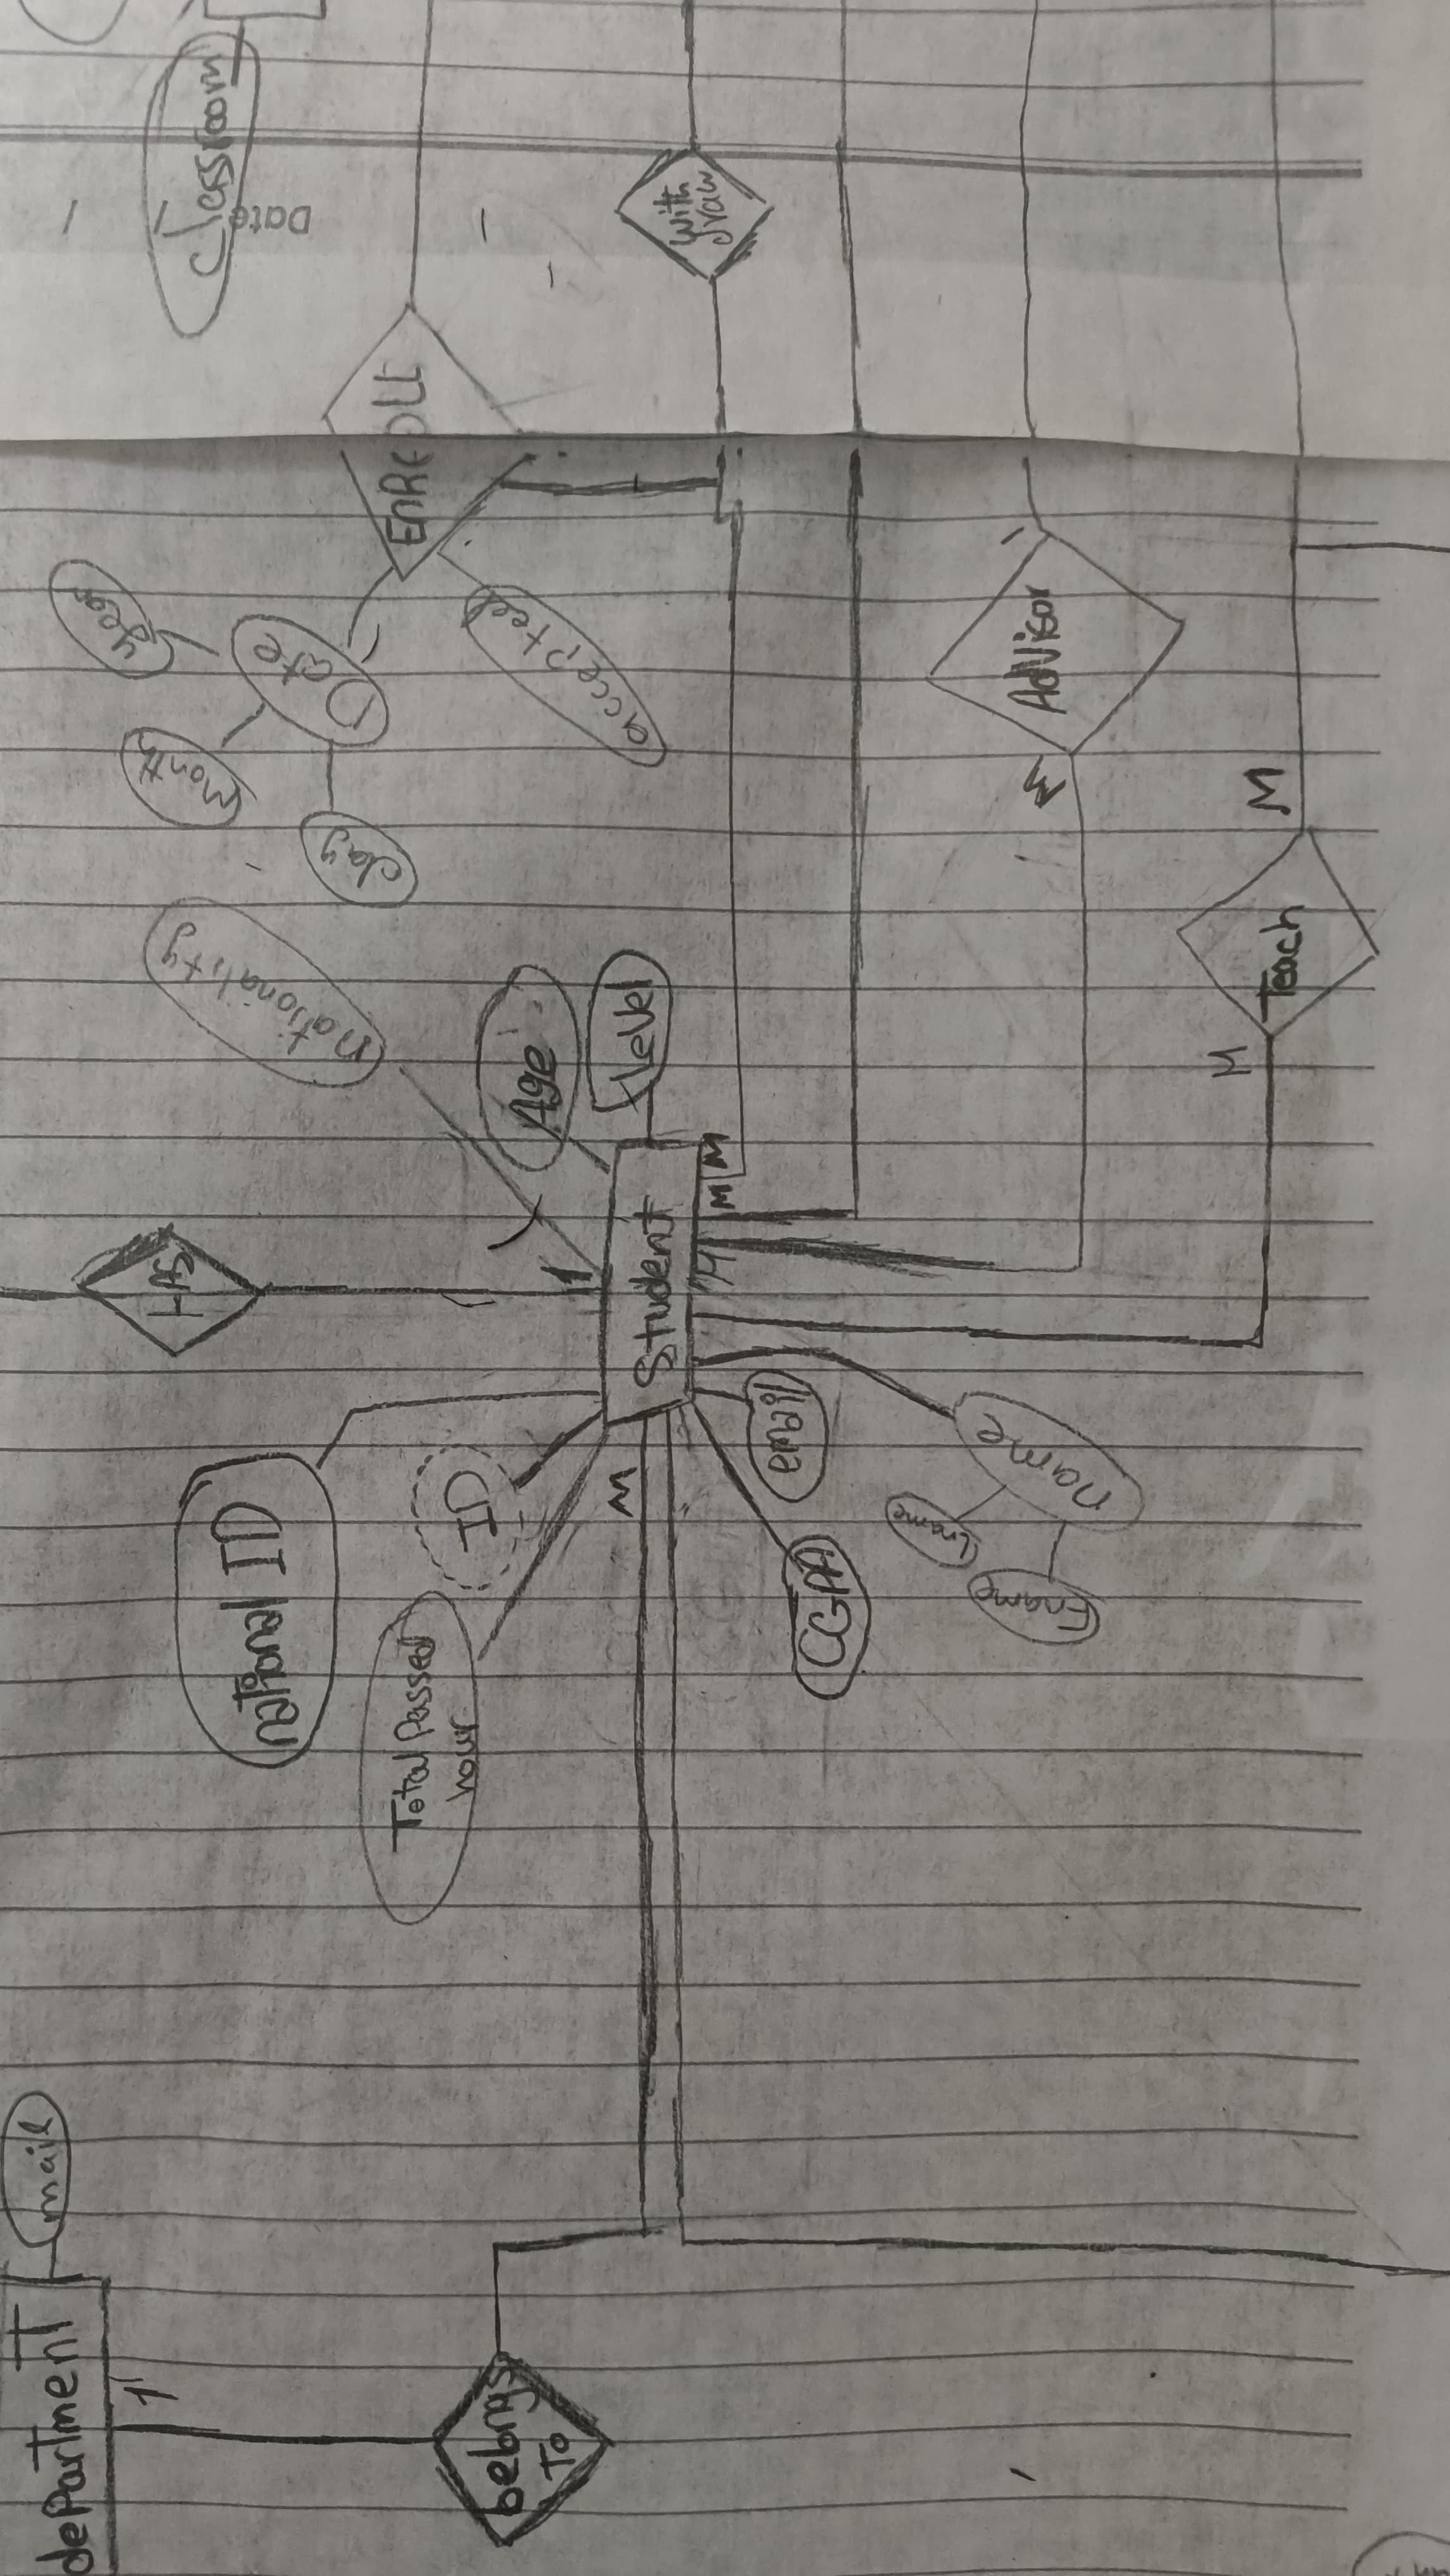 Classroom
Date / /
with
draw
EnROLL
year
Date
Month
day
accepted
Advisor
M
M
Teach
M
nationality
Age
Level
HAS
1
Student
M
M
M
national ID
ID
Total Passed
hour
M
email
name
Lname
Fname
CGPA
mail
dePartment
1
belongs
To